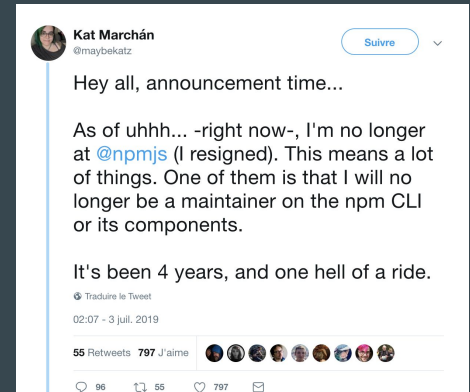 Kat Marchán
@maybekatz
Suivre
Hey all, announcement time...
As of uhhh... -right now-, I'm no longer
at @npmjs (I resigned). This means a lot
of things. One of them is that I will no
longer be a maintainer on the npm CLI
or its components.
It's been 4 years, and one hell of a ride.
Traduire le Tweet
02:07 - 3 juil. 2019
55 Retweets 797 J'aime
96 55 797